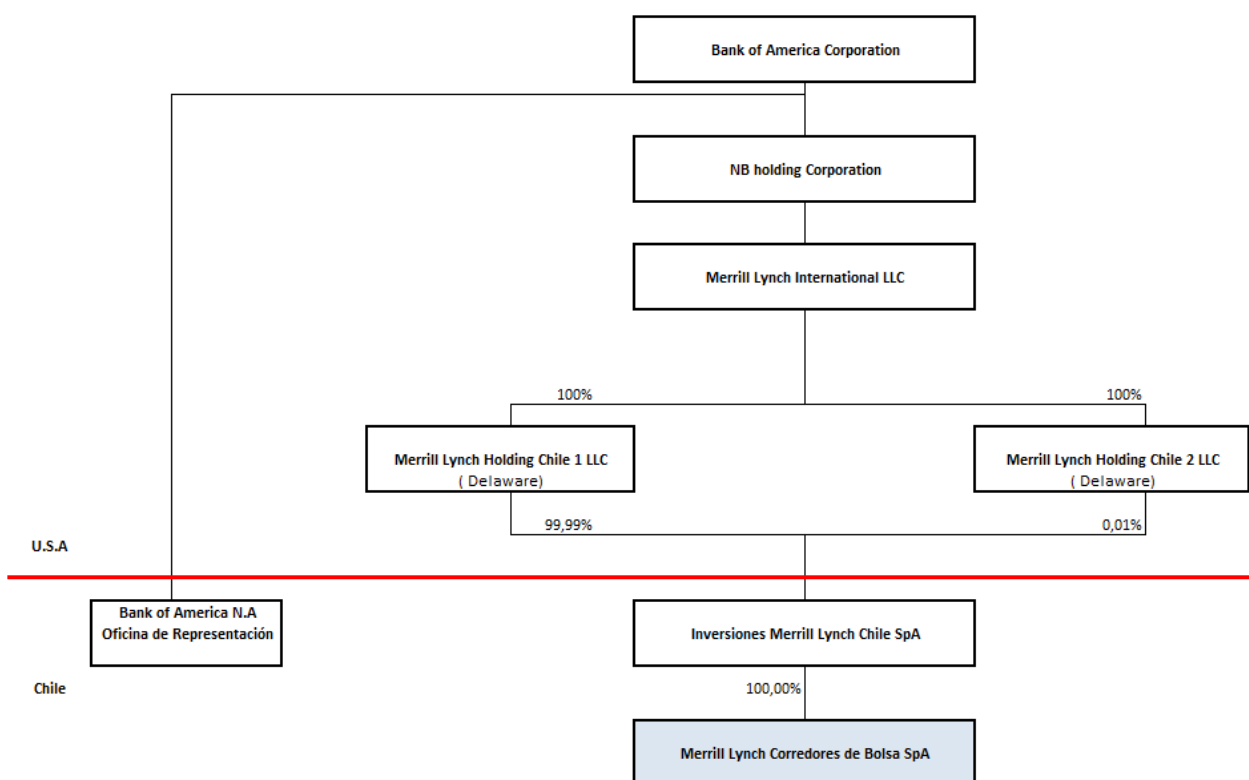 Bank of America Corporation
NB holding Corporation
Merrill Lynch International LLC
100%
100%
Merrill Lynch Holding Chile 1 LLC
( Delaware)
Merrill Lynch Holding Chile 2 LLC
( Delaware)
99,99%
0,01%
U.S.A
Bank of America N.A
Oficina de Representación
Inversiones Merrill Lynch Chile SpA
Chile
100,00%
Merrill Lynch Corredores de Bolsa SpA